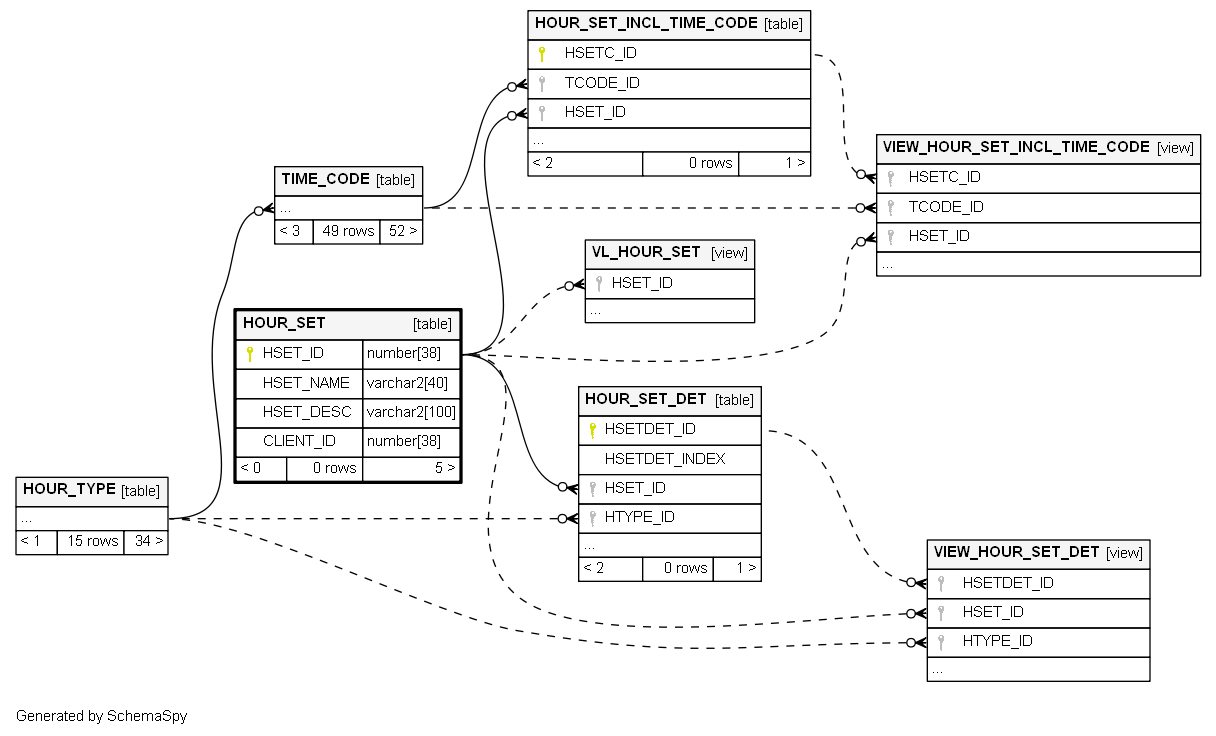 HOUR_SET_INCL_TIME_CODE [table]
HSETC_ID
TCODE_ID
HSET_ID
...
< 2 0 rows 1 >
VIEW_HOUR_SET_INCL_TIME_CODE [view]
HSETC_ID
TCODE_ID
HSET_ID
...
TIME_CODE [table]
...
< 3 49 rows 52 >
VL_HOUR_SET [view]
HSET_ID
...
HOUR_SET [table]
HSET_ID number[38]
HSET_NAME varchar2[40]
HSET_DESC varchar2[100]
CLIENT_ID number[38]
< 0 0 rows 5 >
HOUR_SET_DET [table]
HSETDET_ID
HSETDET_INDEX
HSET_ID
HTYPE_ID
...
< 2 0 rows 1 >
HOUR_TYPE [table]
...
< 1 15 rows 34 >
VIEW_HOUR_SET_DET [view]
HSETDET_ID
HSET_ID
HTYPE_ID
...
Generated by SchemaSpy